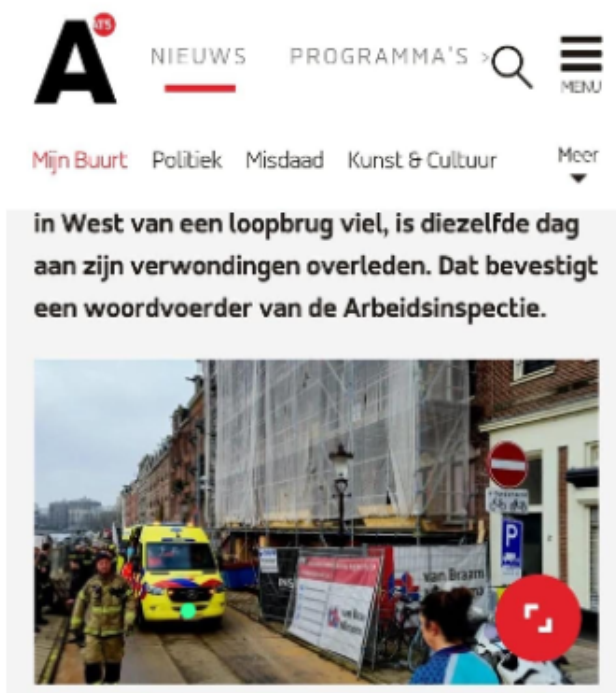 A AT5
NIEUWS PROGRAMMA'S >
MENU
Mijn Buurt Politiek Misdaad Kunst & Cultuur Meer
in West van een loopbrug viel, is diezelfde dag
aan zijn verwondingen overleden. Dat bevestigt
een woordvoerder van de Arbeidsinspectie.
van Braam
P